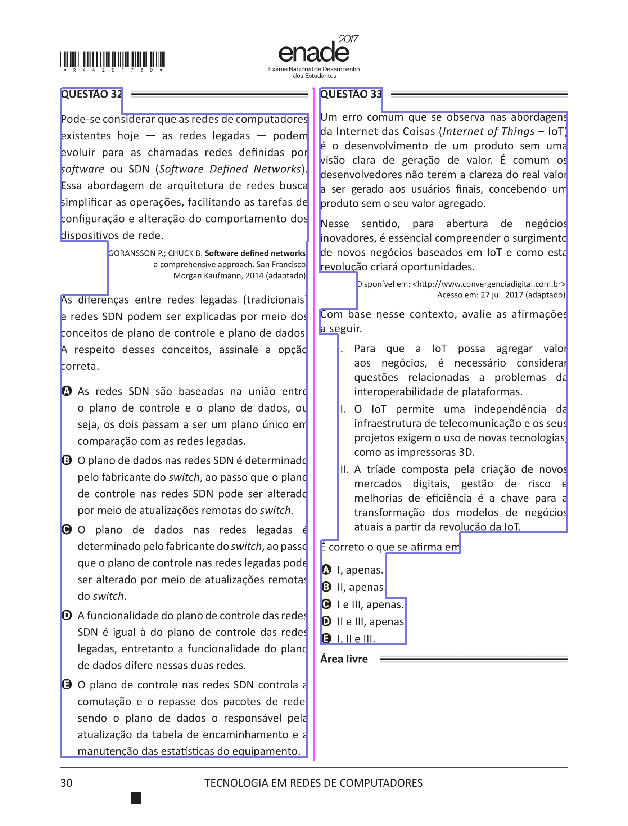 *R3220173D*
2017
enade
Exame Nacional de Desempenho
dos Estudantes
QUESTÃO 32
Pode-se considerar que as redes de computadores
existentes hoje — as redes legadas — podem
evoluir para as chamadas redes definidas por
software ou SDN (Software Defined Networks).
Essa abordagem de arquitetura de redes busca
simplificar as operações, facilitando as tarefas de
configuração e alteração do comportamento dos
dispositivos de rede.
GORANSSON P.; CHUCK B. Software defined networks
a comprehensive approach. San Francisco
Morgan Kaufmann, 2014 (adaptado)
As diferenças entre redes legadas (tradicionais)
e redes SDN podem ser explicadas por meio dos
conceitos de plano de controle e plano de dados.
A respeito desses conceitos, assinale a opção
correta.
A As redes SDN são baseadas na união entre
o plano de controle e o plano de dados, ou
seja, os dois passam a ser um plano único em
comparação com as redes legadas.
B O plano de dados nas redes SDN é determinado
pelo fabricante do switch, ao passo que o plano
de controle nas redes SDN pode ser alterado
por meio de atualizações remotas do switch.
C O plano de dados nas redes legadas é
determinado pelo fabricante do switch, ao passo
que o plano de controle nas redes legadas pode
ser alterado por meio de atualizações remotas
do switch.
D A funcionalidade do plano de controle das redes
SDN é igual à do plano de controle das redes
legadas, entretanto a funcionalidade do plano
de dados difere nessas duas redes.
E O plano de controle nas redes SDN controla a
comutação e o repasse dos pacotes de rede,
sendo o plano de dados o responsável pela
atualização da tabela de encaminhamento e a
manutenção das estatísticas do equipamento.
QUESTÃO 33
Um erro comum que se observa nas abordagens
da Internet das Coisas (Internet of Things – IoT)
é o desenvolvimento de um produto sem uma
visão clara de geração de valor. É comum os
desenvolvedores não terem a clareza do real valor
a ser gerado aos usuários finais, concebendo um
produto sem o seu valor agregado.
Nesse sentido, para abertura de negócios
inovadores, é essencial compreender o surgimento
de novos negócios baseados em IoT e como esta
revolução criará oportunidades.
Disponível em: <http://www.convergenciadigital.com.br>
Acesso em: 27 jul. 2017 (adaptado)
Com base nesse contexto, avalie as afirmações
a seguir.
I. Para que a IoT possa agregar valor
aos negócios, é necessário considerar
questões relacionadas a problemas da
interoperabilidade de plataformas.
II. O IoT permite uma independência da
infraestrutura de telecomunicação e os seus
projetos exigem o uso de novas tecnologias,
como as impressoras 3D.
III. A tríade composta pela criação de novos
mercados digitais, gestão de risco e
melhorias de eficiência é a chave para a
transformação dos modelos de negócios
atuais a partir da revolução da IoT.
É correto o que se afirma em
A I, apenas.
B II, apenas.
C I e III, apenas.
D II e III, apenas.
E I, II e III.
Área livre
30
TECNOLOGIA EM REDES DE COMPUTADORES